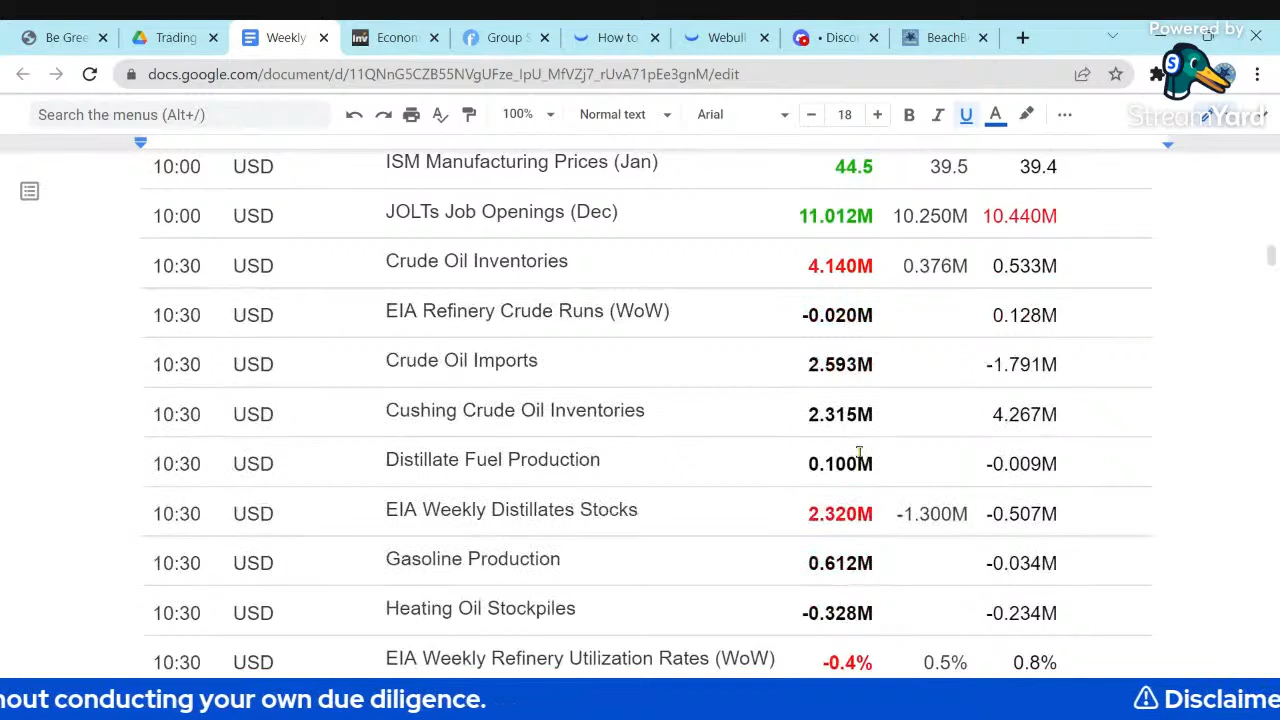 Powered by
Be Gree
Trading
Weekly
Econom
Group S
How to
Webull
• Disco
BeachB
docs.google.com/document/d/11QNnG5CZB55NVgUFze_IpU_MfVZj7_rUvA71pEe3gnM/edit
StreamYard
Search the menus (Alt+/)
100%
Normal text
Arial
18
B
I
U
A
10:00 USD ISM Manufacturing Prices (Jan) 44.5 39.5 39.4
10:00 USD JOLTs Job Openings (Dec) 11.012M 10.250M 10.440M
10:30 USD Crude Oil Inventories 4.140M 0.376M 0.533M
10:30 USD EIA Refinery Crude Runs (WoW) -0.020M 0.128M
10:30 USD Crude Oil Imports 2.593M -1.791M
10:30 USD Cushing Crude Oil Inventories 2.315M 4.267M
10:30 USD Distillate Fuel Production 0.100M -0.009M
10:30 USD EIA Weekly Distillates Stocks 2.320M -1.300M -0.507M
10:30 USD Gasoline Production 0.612M -0.034M
10:30 USD Heating Oil Stockpiles -0.328M -0.234M
10:30 USD EIA Weekly Refinery Utilization Rates (WoW) -0.4% 0.5% 0.8%
hout conducting your own due diligence.
Disclaime